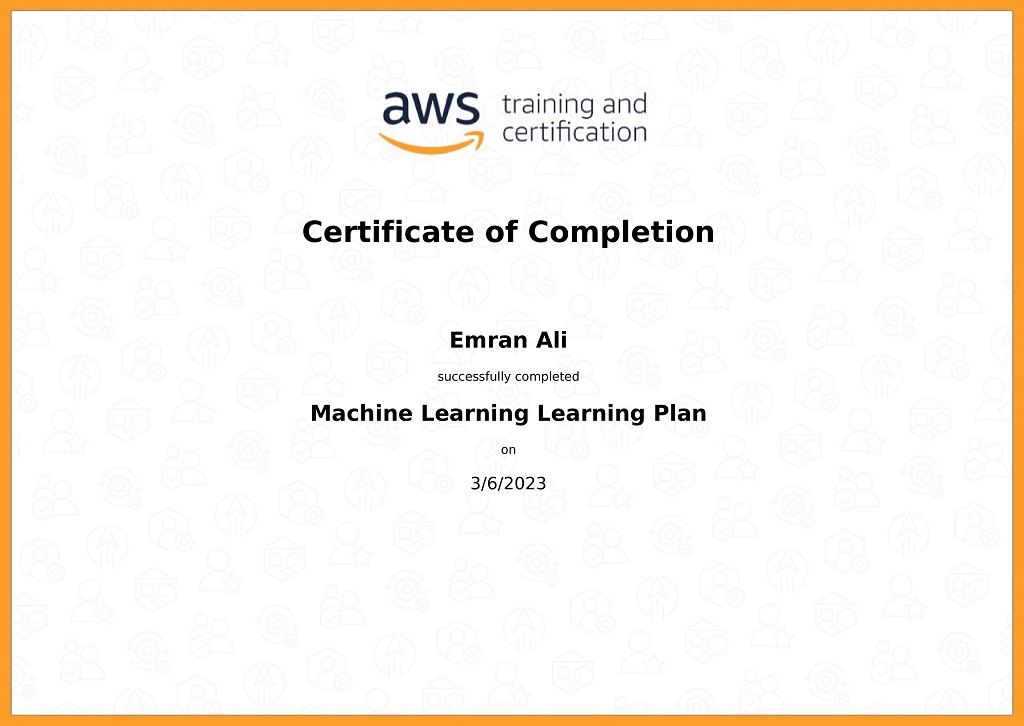 aws training and
certification
Certificate of Completion
Emran Ali
successfully completed
Machine Learning Learning Plan
on
3/6/2023